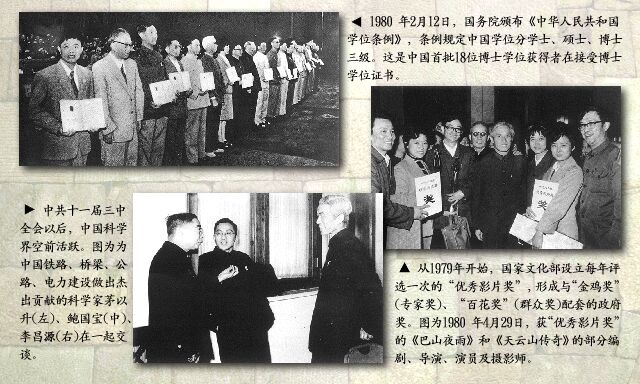 ◀ 1980 年2月12日，国务院颁布《中华人民共和国
学位条例》，条例规定中国学位分学士、硕士、博士
三级。这是中国首批18位博士学位获得者在接受博士
学位证书。
▶ 中共十一届三中
全会以后，中国科学
界空前活跃。图为为
中国铁路、桥梁、公
路、电力建设做出杰
出贡献的科学家茅以
升(左)、鲍国宝(中)、
李昌源(右)在一起交
谈。
奖
▲ 从1979年开始，国家文化部设立每年评
选一次的“优秀影片奖”，形成与“金鸡奖”
(专家奖)、“百花奖”(群众奖)配套的政府
奖。图为1980 年4月29日，获“优秀影片奖”
的《巴山夜雨》和《天云山传奇》的部分编
剧、导演、演员及摄影师。